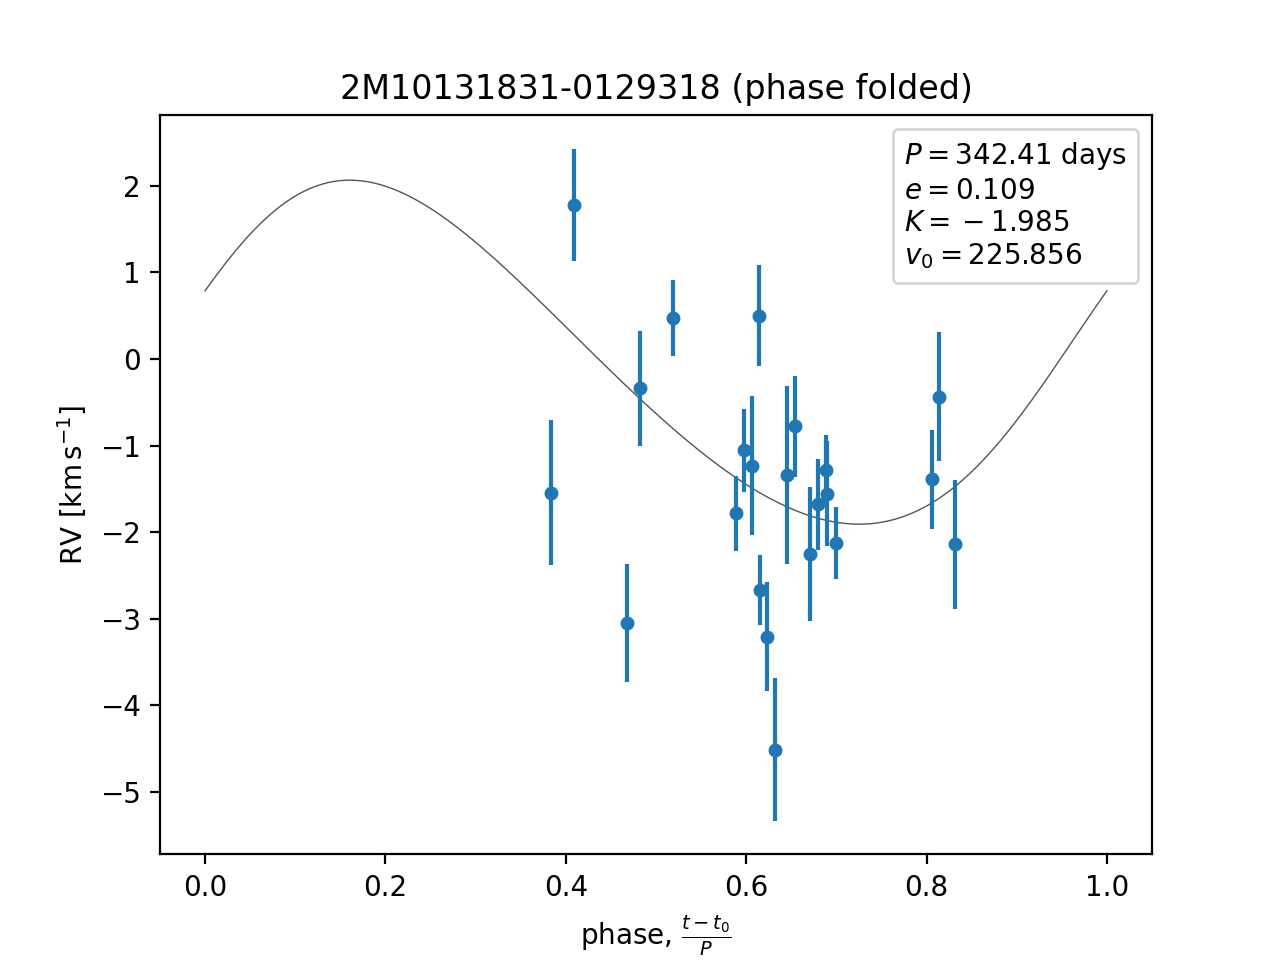 2M10131831-0129318 (phase folded)
P = 342.41 days
e = 0.109
K = −1.985
v₀ = 225.856
RV [km s⁻¹]
2
1
0
−1
−2
−3
−4
−5
0.0 0.2 0.4 0.6 0.8 1.0
phase, (t − t₀)/P